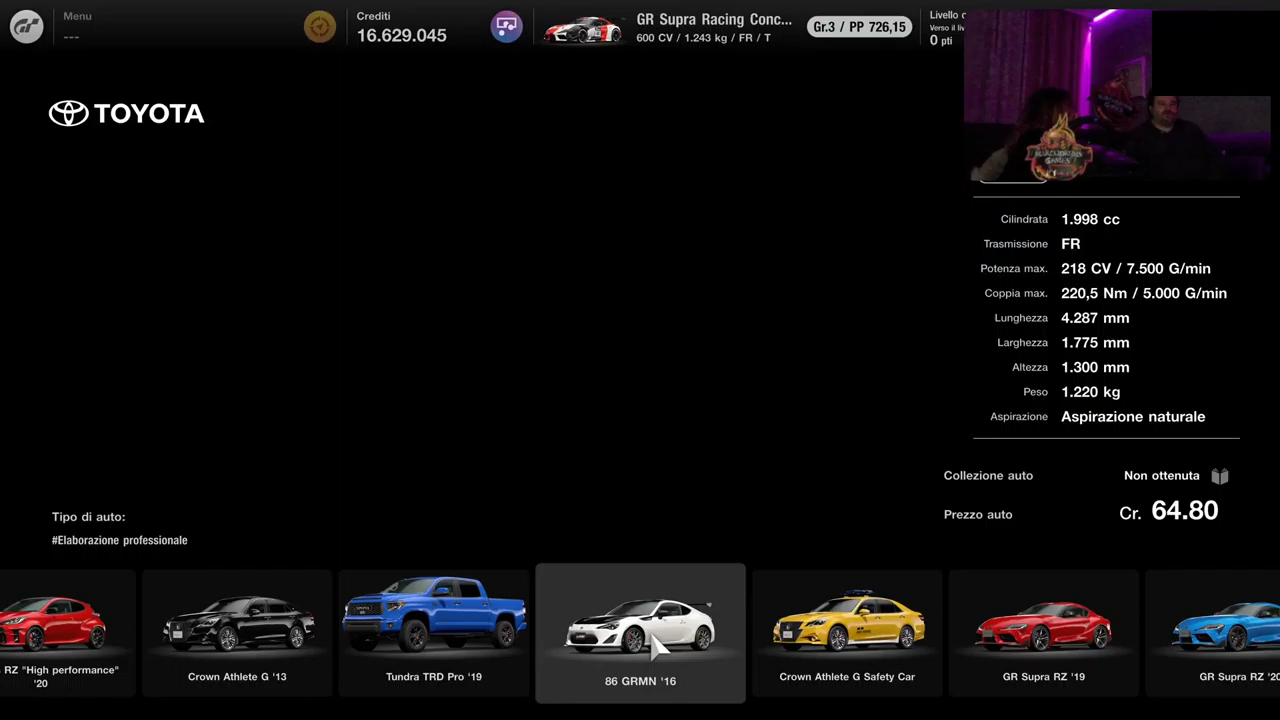 Menu
---
Crediti
16.629.045
GR Supra Racing Conc...
600 CV / 1.243 kg / FR / T
Gr.3 / PP 726,15
Livello c
Verso il liv
0 pti
TOYOTA
Cilindrata 1.998 cc
Trasmissione FR
Potenza max. 218 CV / 7.500 G/min
Coppia max. 220,5 Nm / 5.000 G/min
Lunghezza 4.287 mm
Larghezza 1.775 mm
Altezza 1.300 mm
Peso 1.220 kg
Aspirazione Aspirazione naturale
Collezione auto Non ottenuta
Prezzo auto Cr. 64.80
Tipo di auto:
#Elaborazione professionale
RZ "High performance"
'20
Crown Athlete G '13
Tundra TRD Pro '19
86 GRMN '16
Crown Athlete G Safety Car
GR Supra RZ '19
GR Supra RZ '20